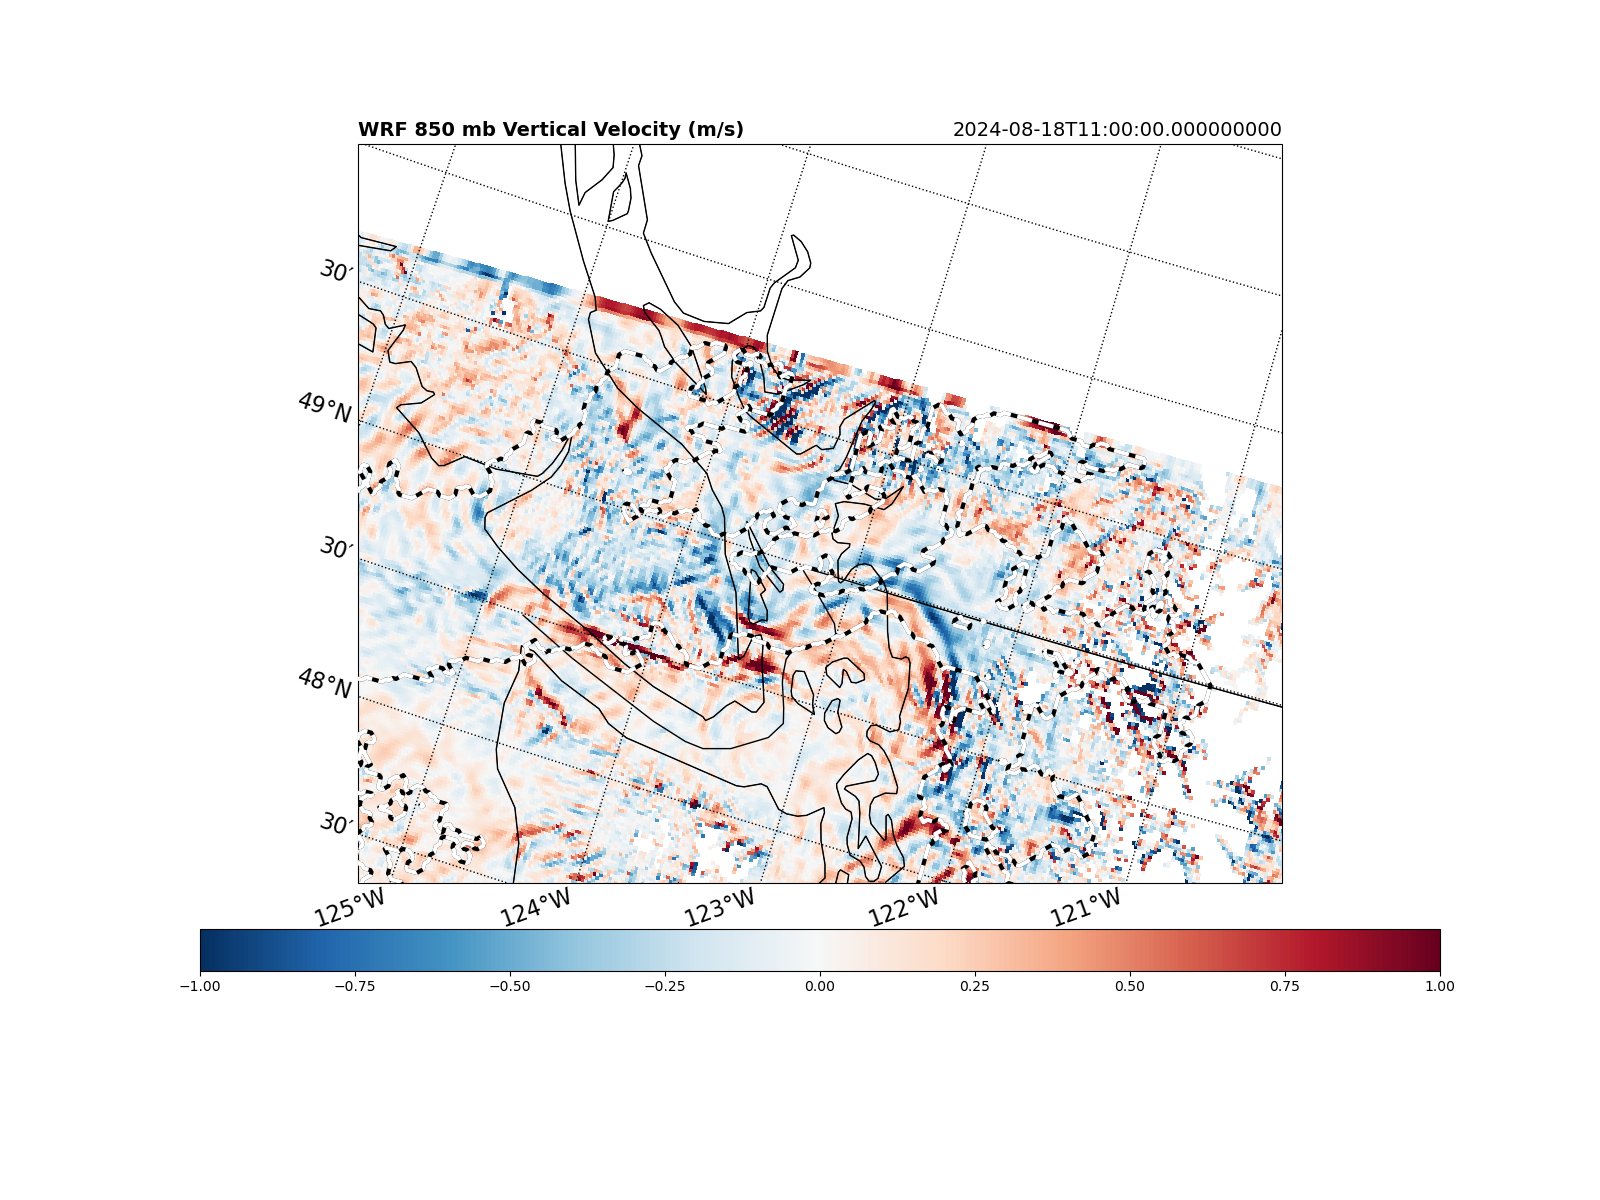 WRF 850 mb Vertical Velocity (m/s)
2024-08-18T11:00:00.000000000
30′
49°N
30′
48°N
30′
125°W
124°W
123°W
122°W
121°W
−1.00
−0.75
−0.50
−0.25
0.00
0.25
0.50
0.75
1.00